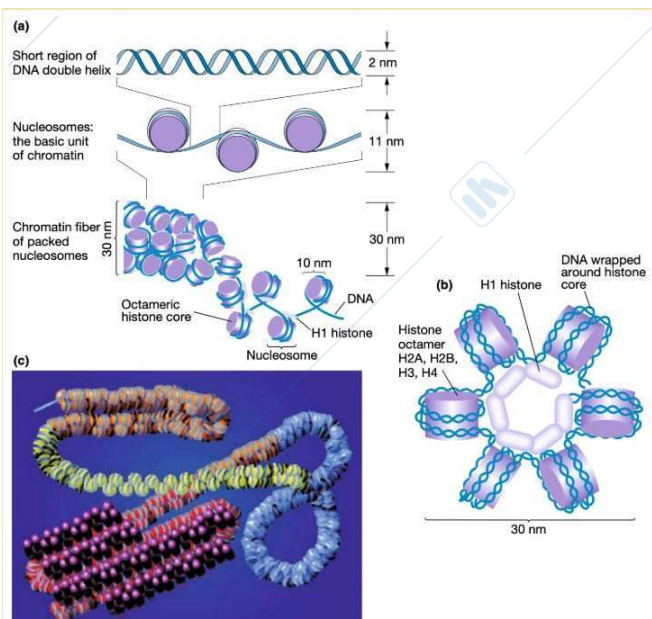 (a)
Short region of
DNA double helix
2 nm
Nucleosomes:
the basic unit
of chromatin
11 nm
Chromatin fiber
of packed
nucleosomes
30 nm
30 nm
10 nm
DNA
Octameric
histone core
H1 histone
Nucleosome
(b)
H1 histone
DNA wrapped
around histone
core
Histone
octamer
H2A, H2B,
H3, H4
30 nm
(c)